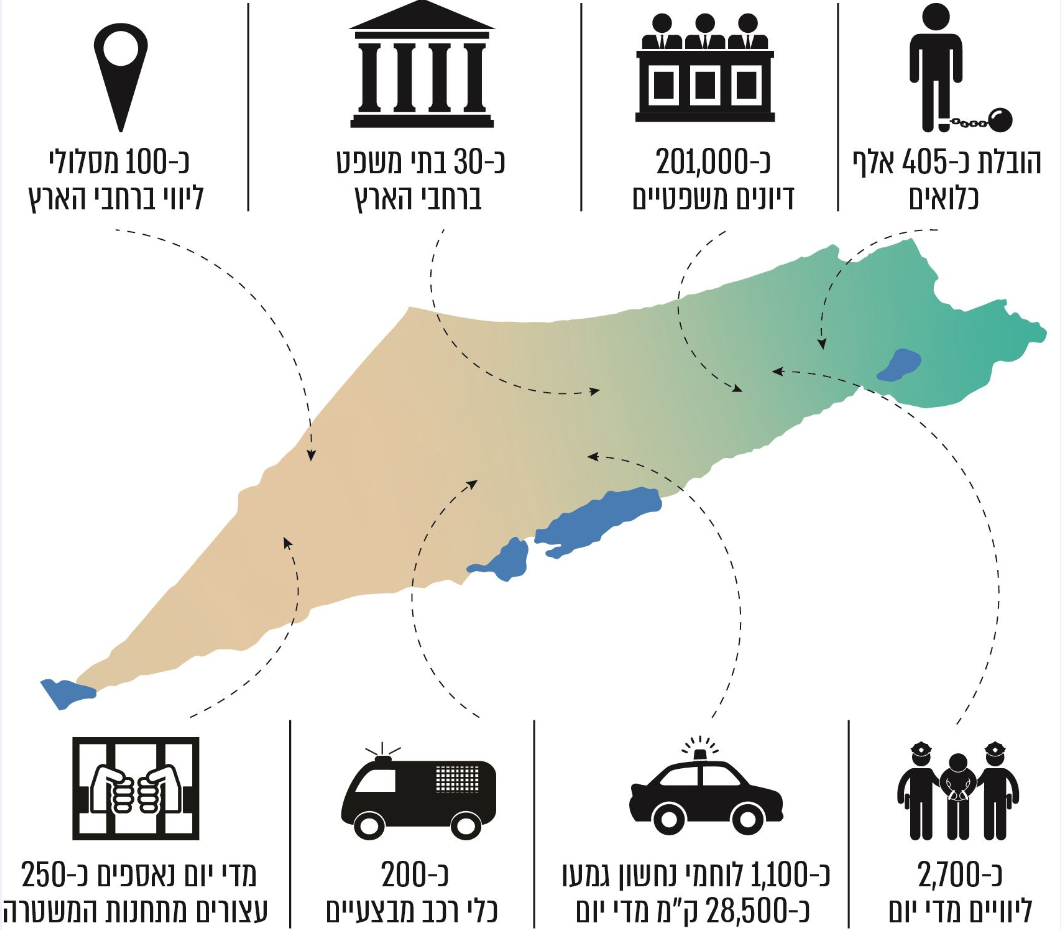 הובלת כ-405 אלף
כלואים
כ-201,000
דיונים משפטיים
כ-30 בתי משפט
ברחבי הארץ
כ-100 מסלולי
ליווי ברחבי הארץ
כ-2,700
ליוויים מדי יום
כ-1,100 לוחמי נחשון גמעו
כ-28,500 ק"מ מדי יום
כ-200
כלי רכב מבצעיים
מדי יום נאספים כ-250
עצורים מתחנות המשטרה